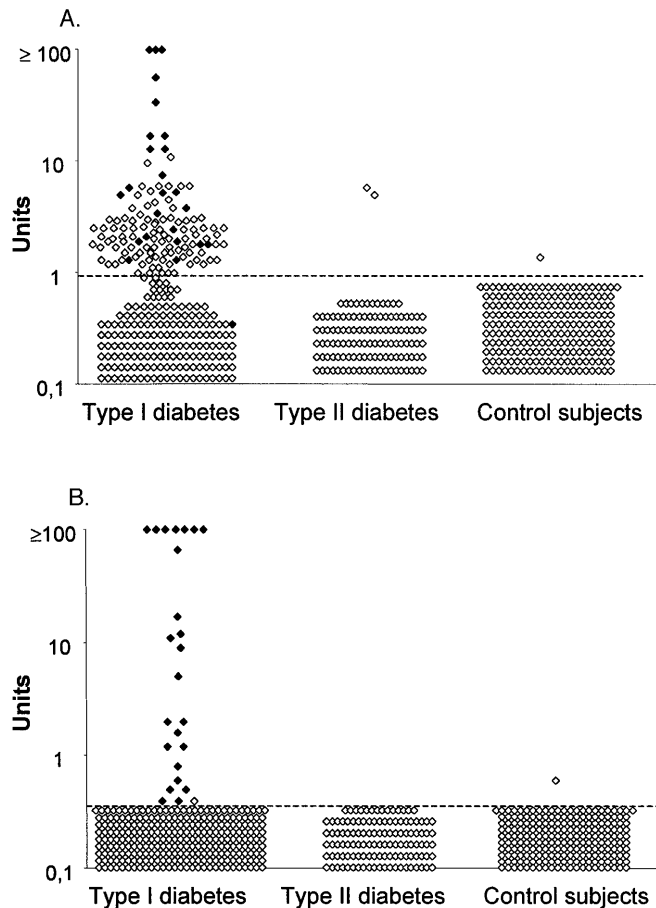 A.
≥ 100
Units
10
1
0,1
Type I diabetes Type II diabetes Control subjects
B.
≥100
Units
10
1
0,1
Type I diabetes Type II diabetes Control subjects